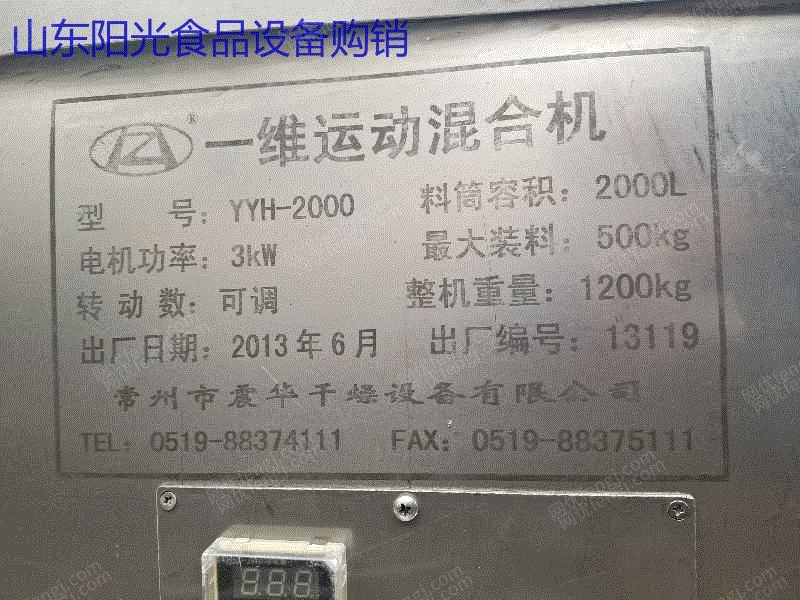 山东阳光食品设备购销
® 一维运动混合机
型 号：YYH-2000 料筒容积：2000L
电机功率：3kW 最大装料：500kg
转动数：可调 整机重量：1200kg
出厂日期：2013年6月 出厂编号：13119
常州市震华干燥设备有限公司
TEL：0519-88374111 FAX：0519-88375111
888